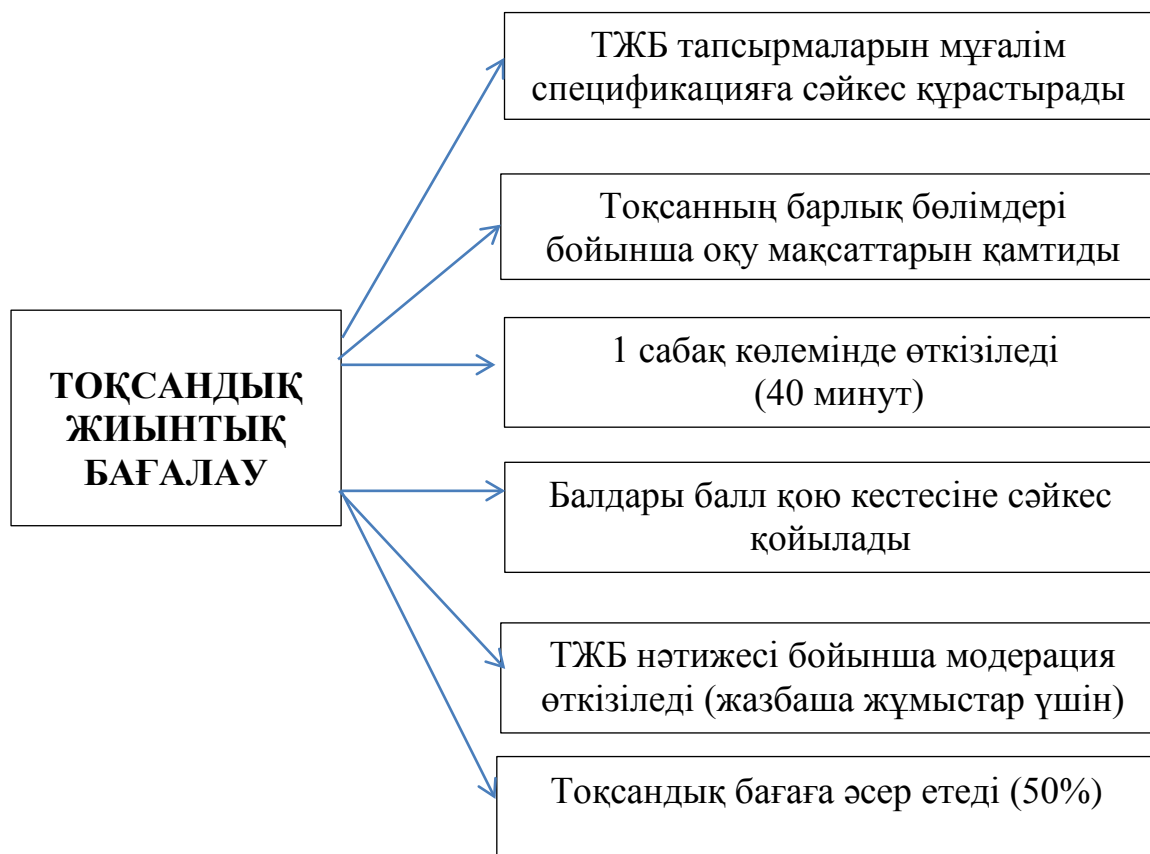 ТЖБ тапсырмаларын мұғалім
спецификацияға сәйкес құрастырады
Тоқсанның барлық бөлімдері
бойынша оқу мақсаттарын қамтиды
ТОҚСАНДЫҚ
ЖИЫНТЫҚ
БАҒАЛАУ
1 сабақ көлемінде өткізіледі
(40 минут)
Балдары балл қою кестесіне сәйкес
қойылады
ТЖБ нәтижесі бойынша модерация
өткізіледі (жазбаша жұмыстар үшін)
Тоқсандық бағаға әсер етеді (50%)